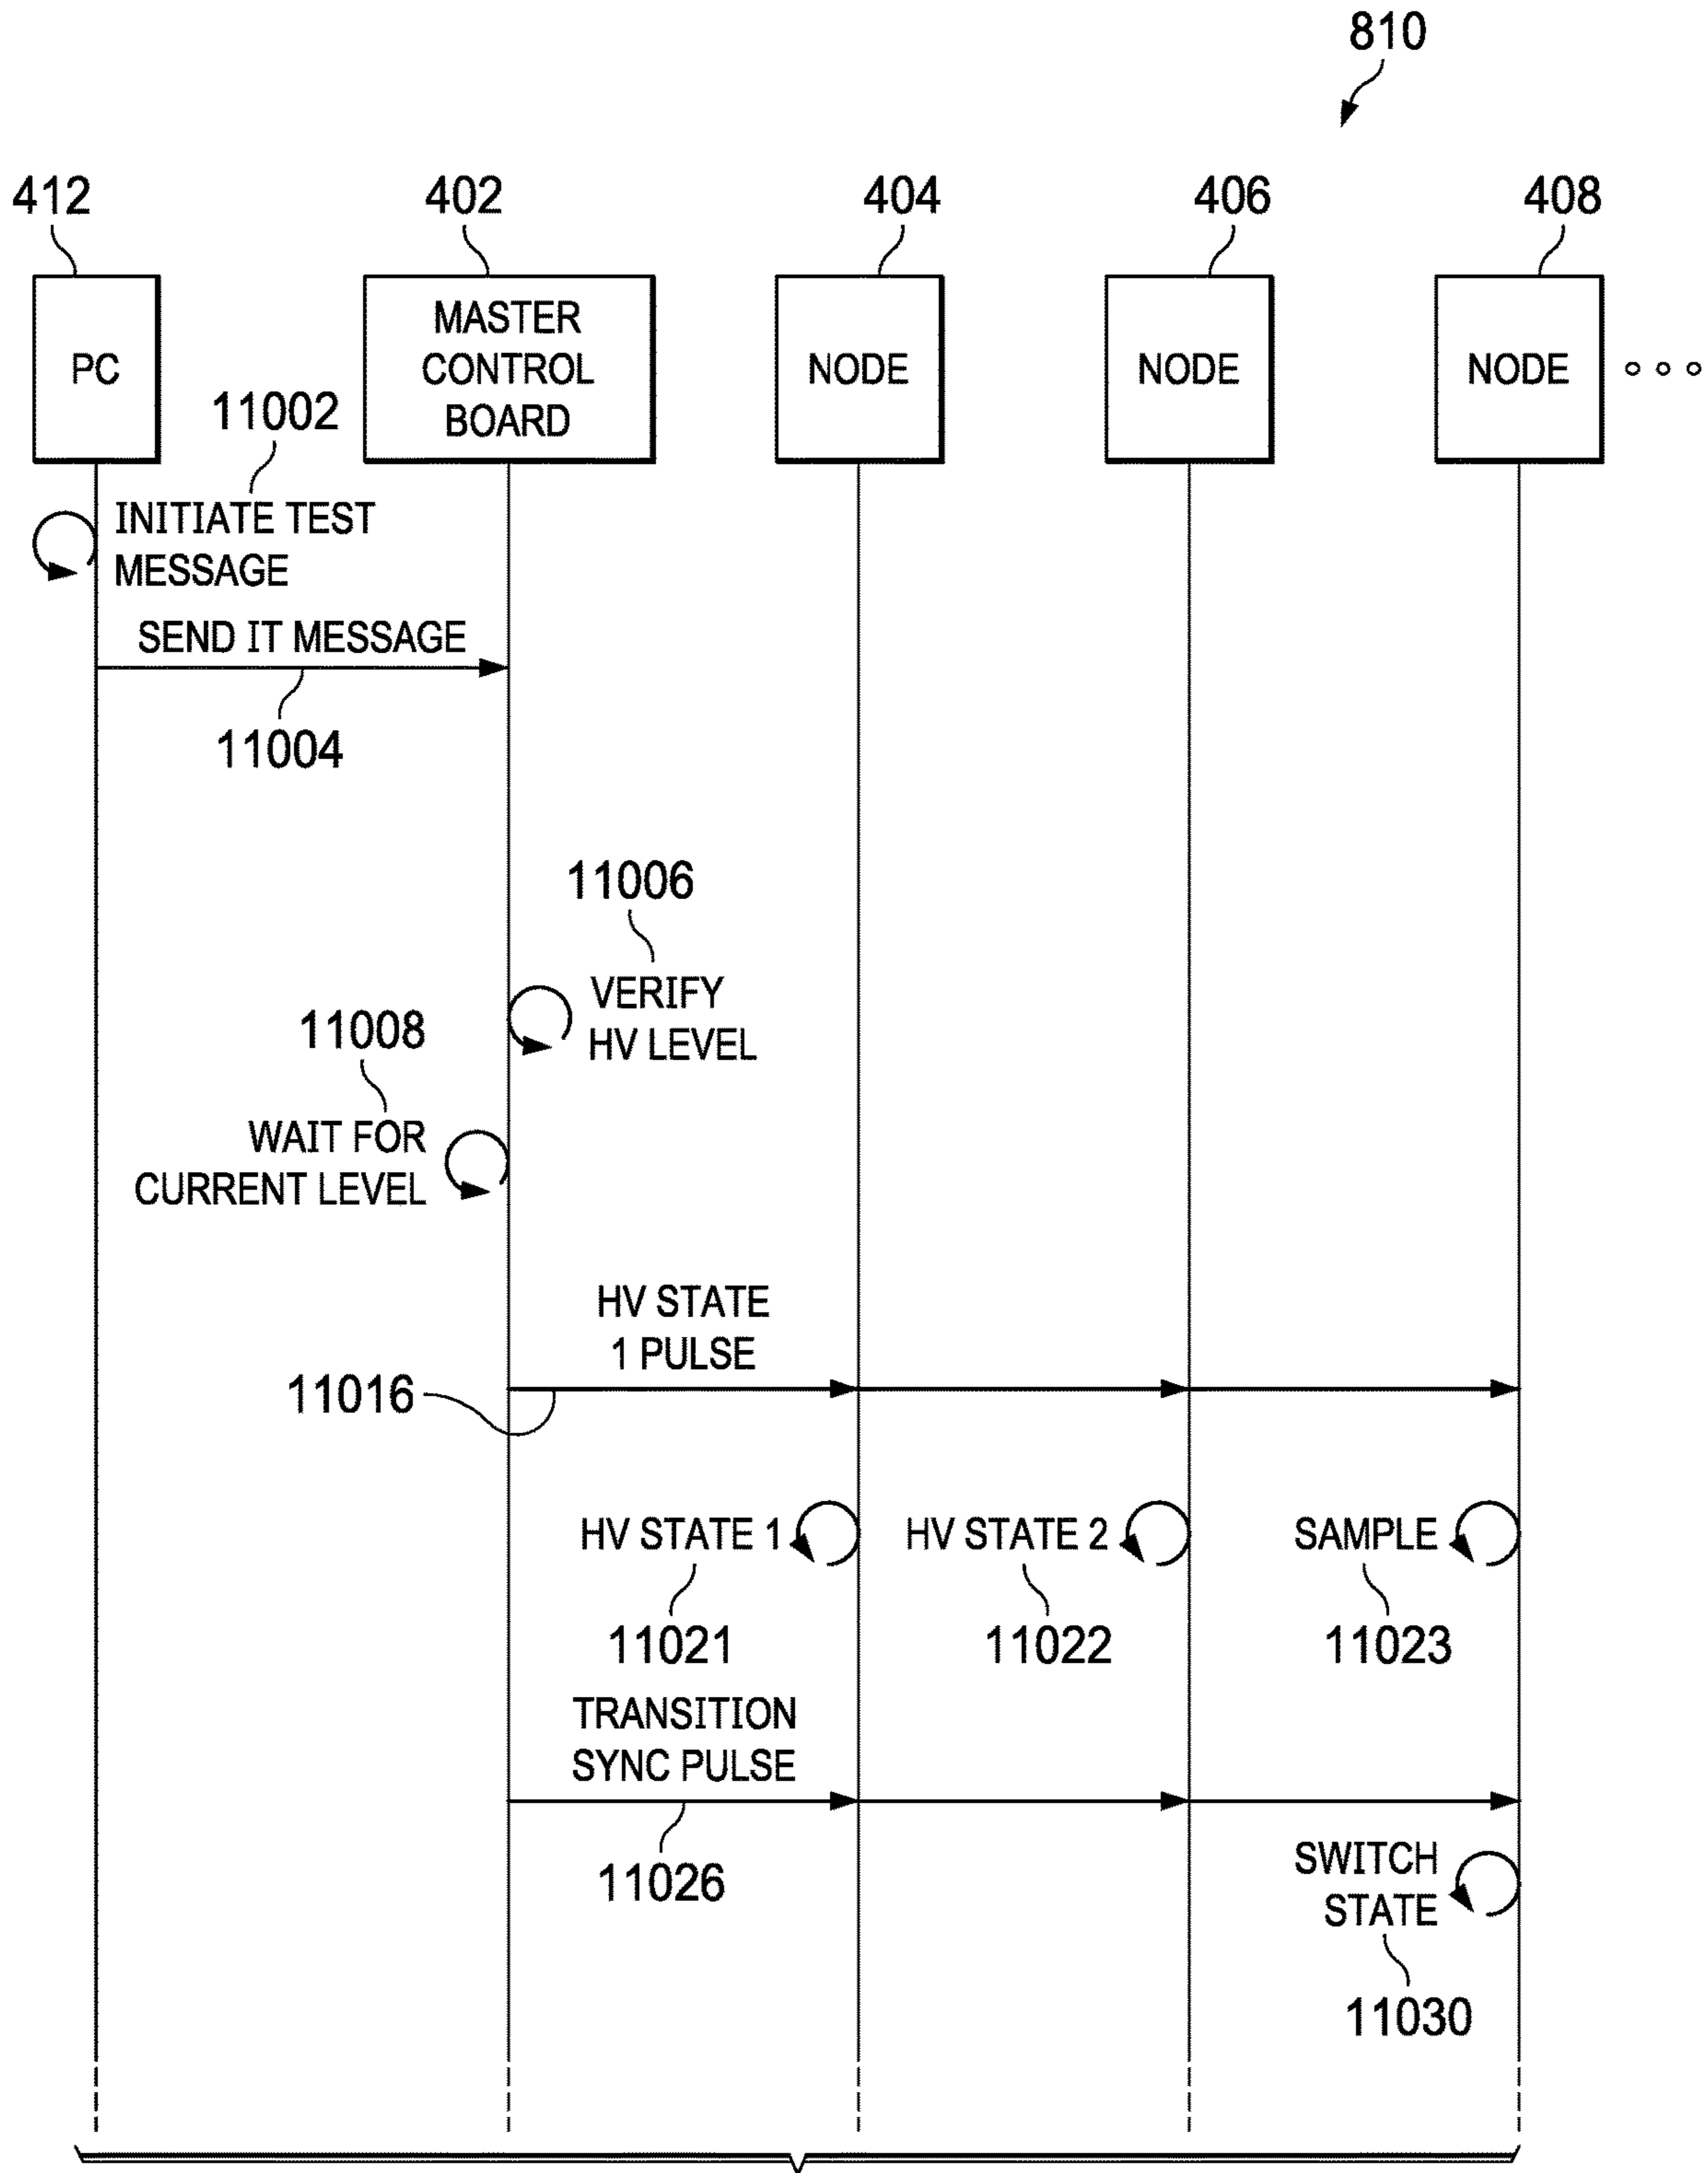 810
412
402
404
406
408
PC
MASTER
CONTROL
BOARD
NODE
NODE
NODE
11002
INITIATE TEST
MESSAGE
SEND IT MESSAGE
11004
11006
VERIFY
HV LEVEL
11008
WAIT FOR
CURRENT LEVEL
HV STATE
1 PULSE
11016
HV STATE 1
HV STATE 2
SAMPLE
11021
11022
11023
TRANSITION
SYNC PULSE
11026
SWITCH
STATE
11030